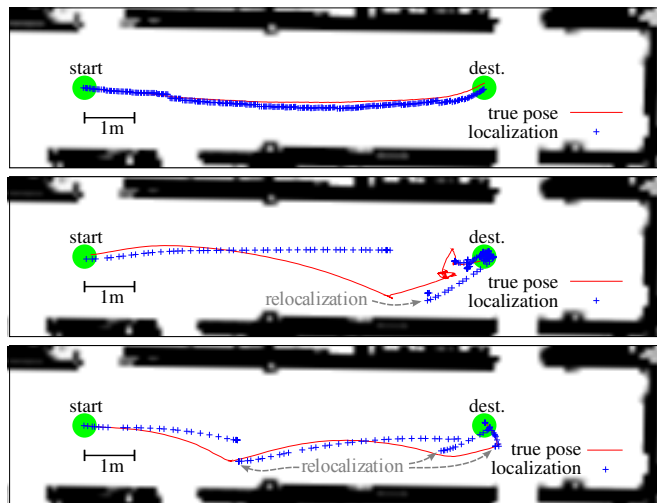 start
dest.
1m
true pose
localization
start
dest.
1m
relocalization
true pose
localization
start
dest.
1m
relocalization
true pose
localization